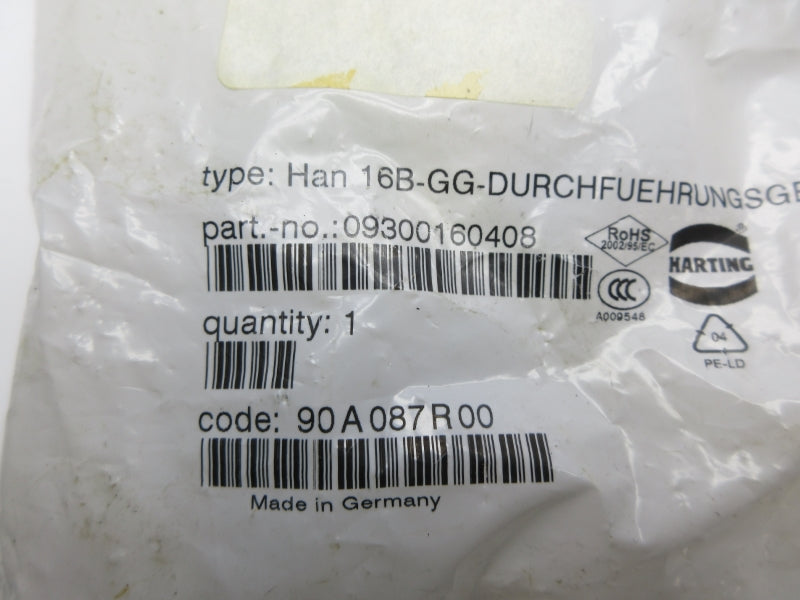 type: Han 16B-GG-DURCHFUEHRUNGSGE
part.-no.:09300160408
RoHS
2002/95/EC
HARTING®
CCC
A009548
quantity: 1
04
PE-LD
code: 90A087R00
Made in Germany